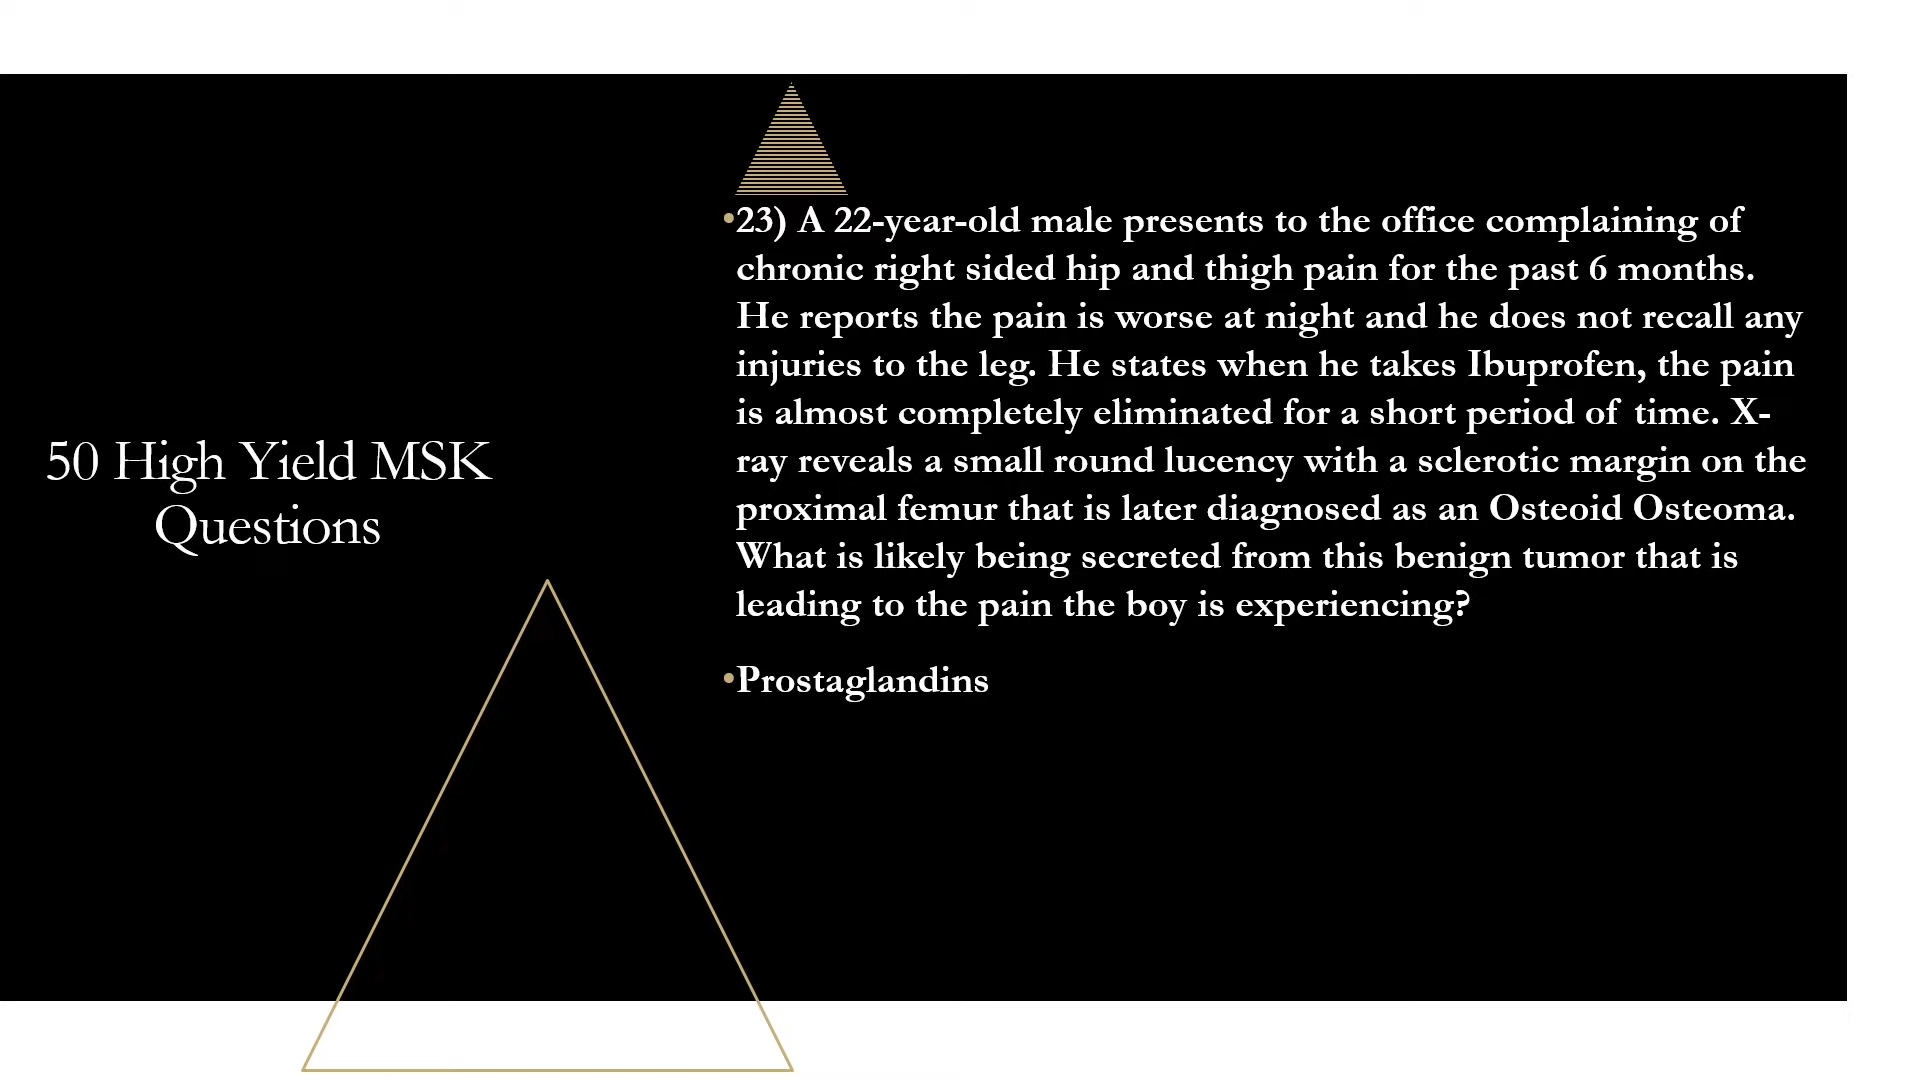 50 High Yield MSK
Questions
•23) A 22-year-old male presents to the office complaining of
chronic right sided hip and thigh pain for the past 6 months.
He reports the pain is worse at night and he does not recall any
injuries to the leg. He states when he takes Ibuprofen, the pain
is almost completely eliminated for a short period of time. X-
ray reveals a small round lucency with a sclerotic margin on the
proximal femur that is later diagnosed as an Osteoid Osteoma.
What is likely being secreted from this benign tumor that is
leading to the pain the boy is experiencing?
•Prostaglandins